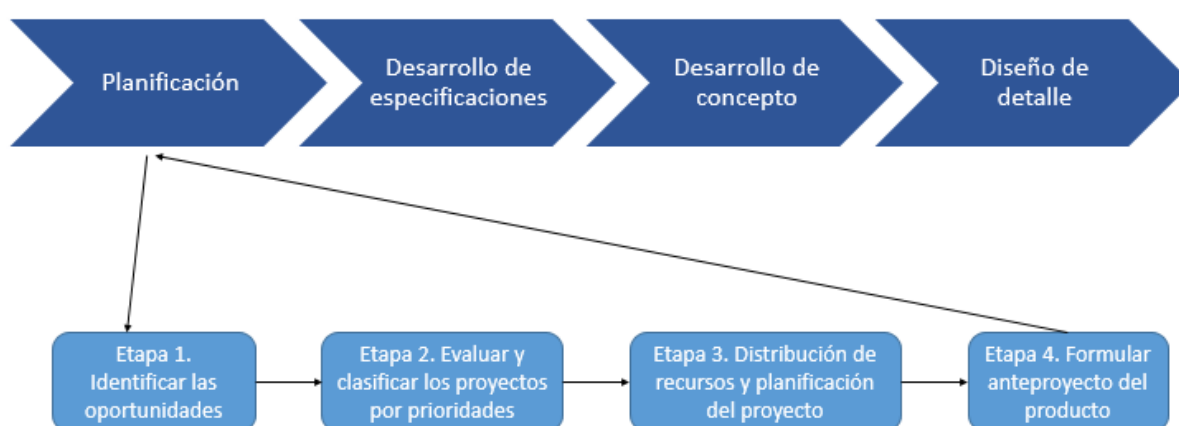 Planificación
Desarrollo de
especificaciones
Desarrollo de
concepto
Diseño de
detalle
Etapa 1.
Identificar las
oportunidades
Etapa 2. Evaluar y
clasificar los proyectos
por prioridades
Etapa 3. Distribución de
recursos y planificación
del proyecto
Etapa 4. Formular
anteproyecto del
producto